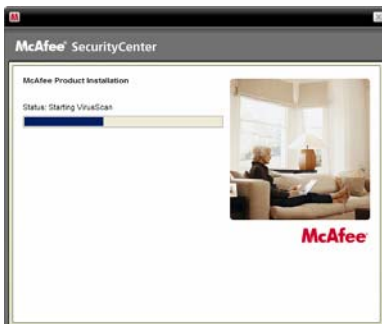 McAfee® SecurityCenter
McAfee Product Installation
Status: Starting VirusScan
McAfee®